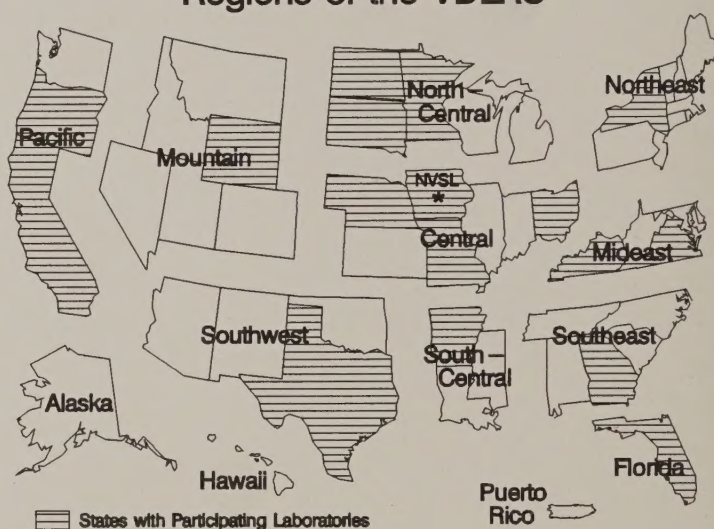 Regions of the VDLRS
Pacific
Mountain
North –
Central
Northeast
NVSL
*
Central
Mideast
Southwest
South –
Central
Southeast
Alaska
Hawaii
Florida
Puerto
Rico
States with Participating Laboratories